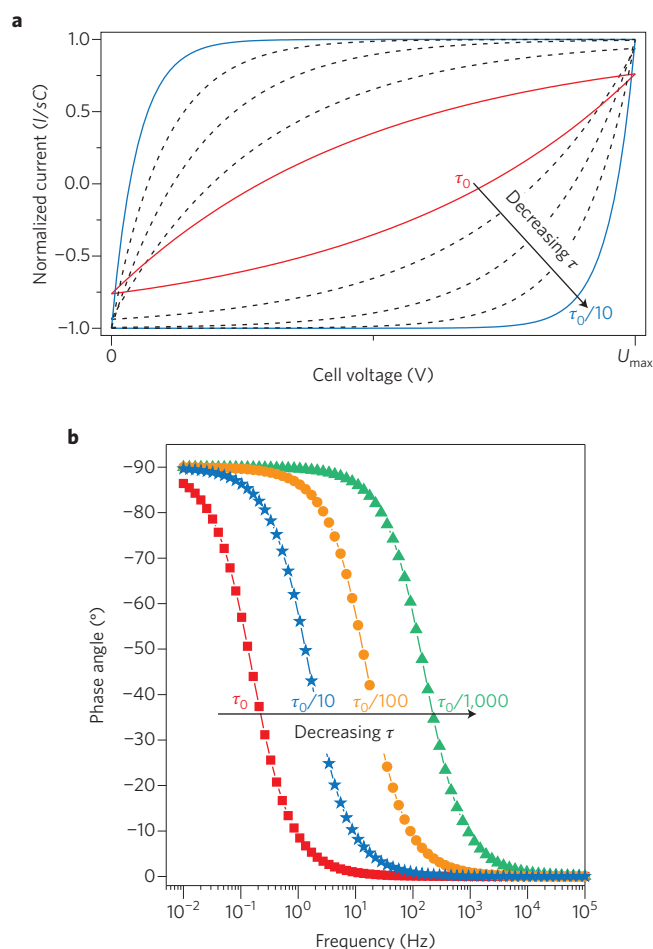 a
Normalized current (I/sC)
1.0
0.5
0.0
−0.5
−1.0
τ0
Decreasing τ
τ0/10
0
Umax
Cell voltage (V)
b
Phase angle (°)
−90
−80
−70
−60
−50
−40
−30
−20
−10
0
τ0 τ0/10 τ0/100 τ0/1,000
Decreasing τ
10−2 10−1 100 101 102 103 104 105
Frequency (Hz)